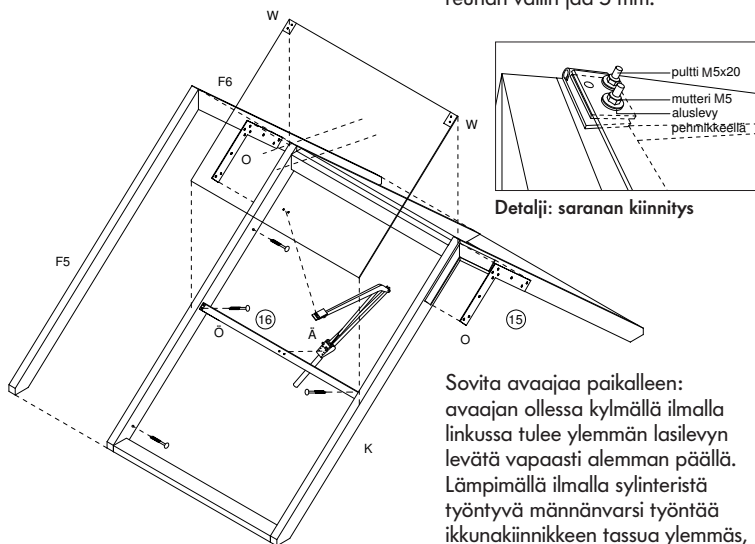 reunan väliin jää 5 mm.
W
F6
W
O
F5
16
Ö
Ä
O
15
K
pultti M5x20
mutteri M5
aluslevy
pehmikkeellä
Detalji: saranan kiinnitys
Sovita avaajaa paikalleen:
avaajan ollessa kylmällä ilmalla
linkussa tulee ylemmän lasilevyn
levätä vapaasti alemman päällä.
Lämpimällä ilmalla sylinteristä
työntyvä männänvarsi työntää
ikkunakiinnikkeen tassua ylemmäs,